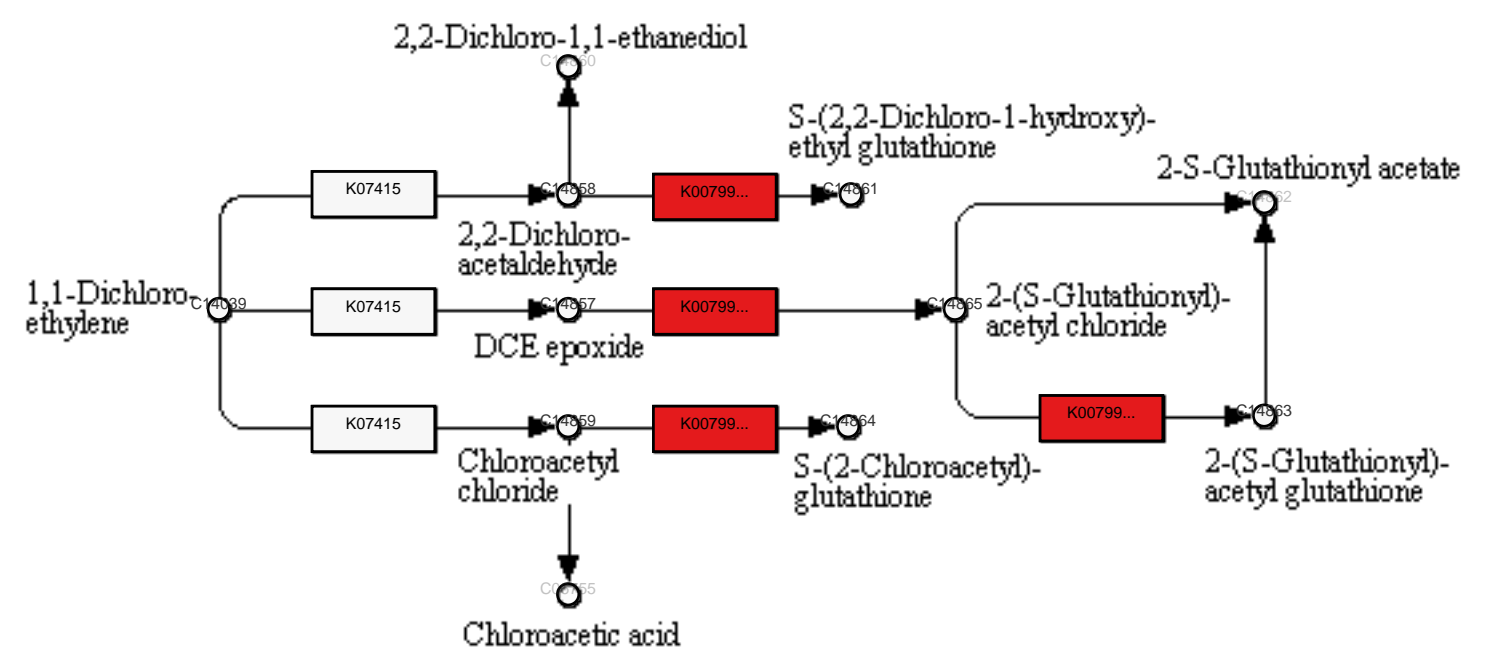 2,2-Dichloro-1,1-ethanediol
C14860
S-(2,2-Dichloro-1-hydroxy)-
ethyl glutathione
2-S-Glutathionyl acetate
K07415
C14858
K00799...
C14861
C14862
2,2-Dichloro-
acetaldehyde
1,1-Dichloro-
ethylene
C14039
K07415
C14857
K00799...
C14865
2-(S-Glutathionyl)-
acetyl chloride
DCE epoxide
K07415
C14859
K00799...
C14864
K00799...
C14863
Chloroacetyl
chloride
S-(2-Chloroacetyl)-
glutathione
2-(S-Glutathionyl)-
acetyl glutathione
Chloroacetic acid